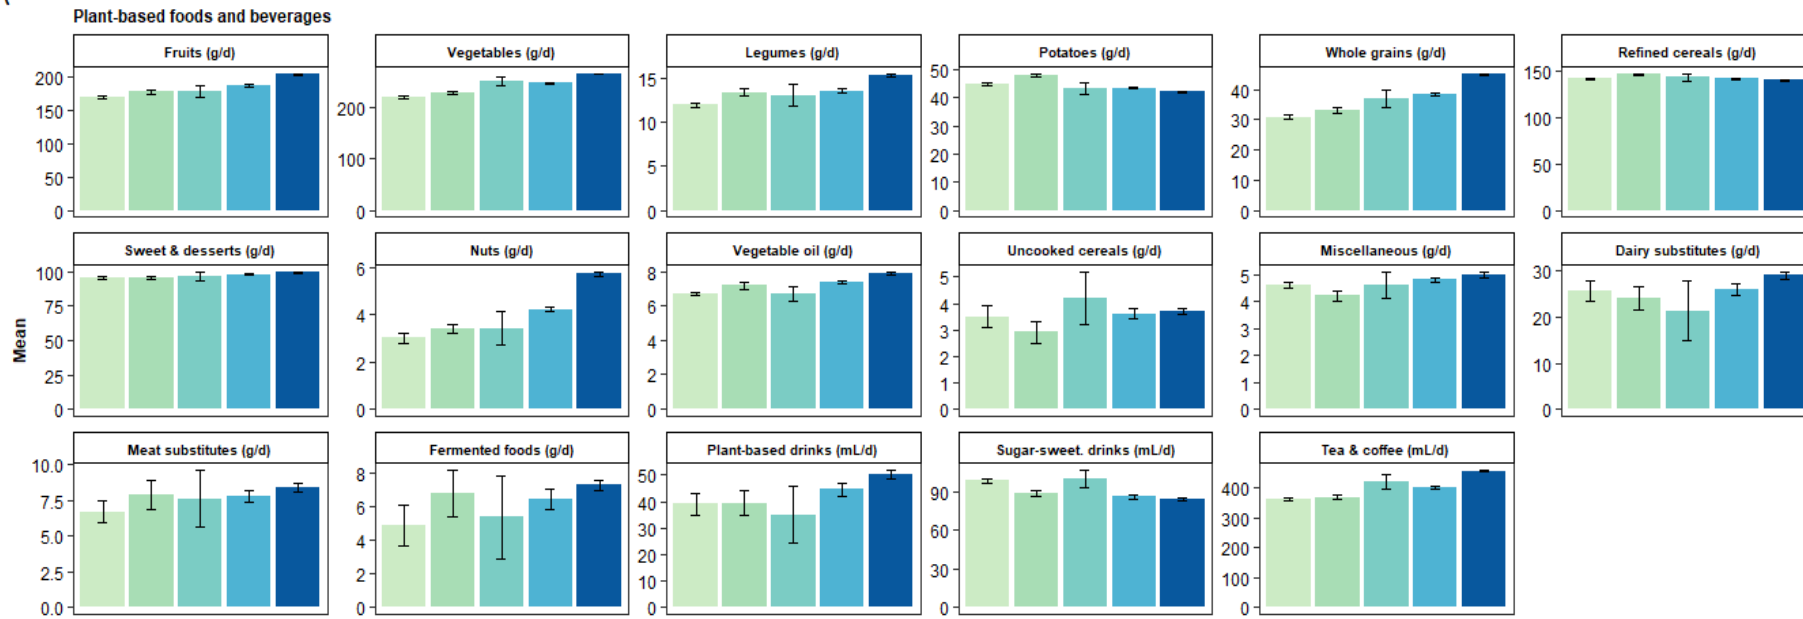 Plant-based foods and beverages
Fruits (g/d) Vegetables (g/d) Legumes (g/d) Potatoes (g/d) Whole grains (g/d) Refined cereals (g/d)
200 150 100 50 0
200 100 0
15 10 5 0
50 40 30 20 10 0
40 30 20 10 0
150 100 50 0
Sweet & desserts (g/d) Nuts (g/d) Vegetable oil (g/d) Uncooked cereals (g/d) Miscellaneous (g/d) Dairy substitutes (g/d)
Mean
100 75 50 25 0
6 4 2 0
8 6 4 2 0
5 4 3 2 1 0
5 4 3 2 1 0
30 20 10 0
Meat substitutes (g/d) Fermented foods (g/d) Plant-based drinks (mL/d) Sugar-sweet. drinks (mL/d) Tea & coffee (mL/d)
10.0 7.5 5.0 2.5 0.0
8 6 4 2 0
50 40 30 20 10 0
90 60 30 0
400 300 200 100 0